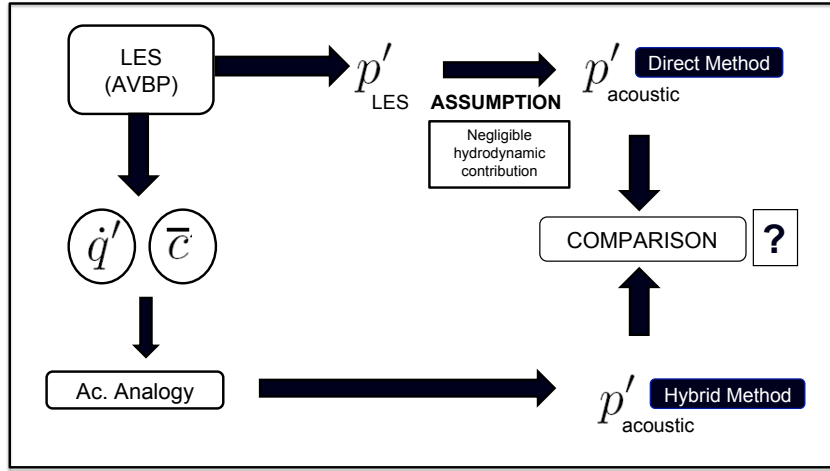 LES
(AVBP)
p′
LES
ASSUMPTION
Negligible
hydrodynamic
contribution
p′
acoustic
Direct Method
q̇′
c̅
COMPARISON
?
Ac. Analogy
p′
acoustic
Hybrid Method